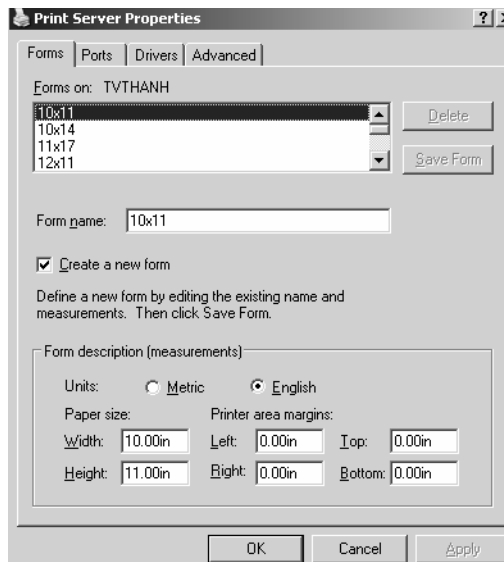 Print Server Properties
Forms Ports Drivers Advanced
Forms on: TVTHANH
10x11
10x14
11x17
12x11
Delete
Save Form
Form name: 10x11
Create a new form
Define a new form by editing the existing name and
measurements. Then click Save Form.
Form description (measurements)
Units: Metric English
Paper size: Printer area margins:
Width: 10.00in Left: 0.00in Top: 0.00in
Height: 11.00in Right: 0.00in Bottom: 0.00in
OK Cancel Apply